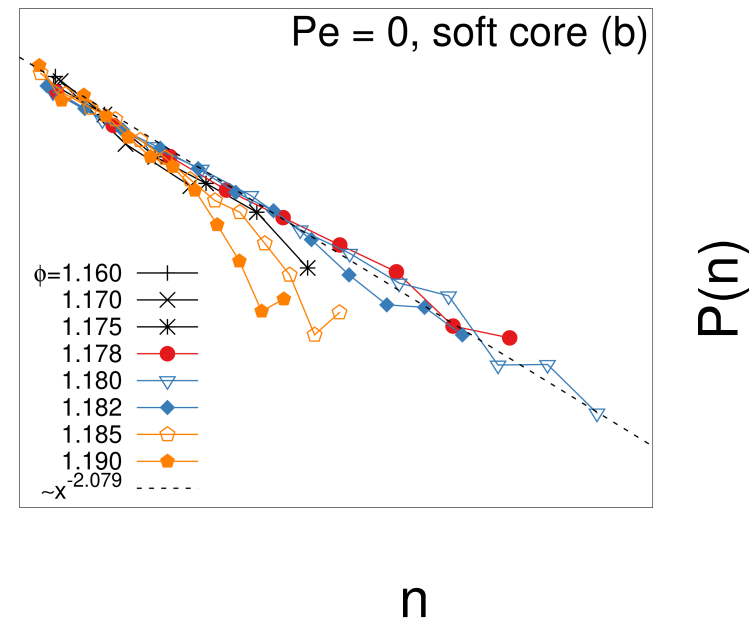 Pe = 0, soft core (b)
ϕ=1.160
1.170
1.175
1.178
1.180
1.182
1.185
1.190
~x^-2.079
P(n)
n